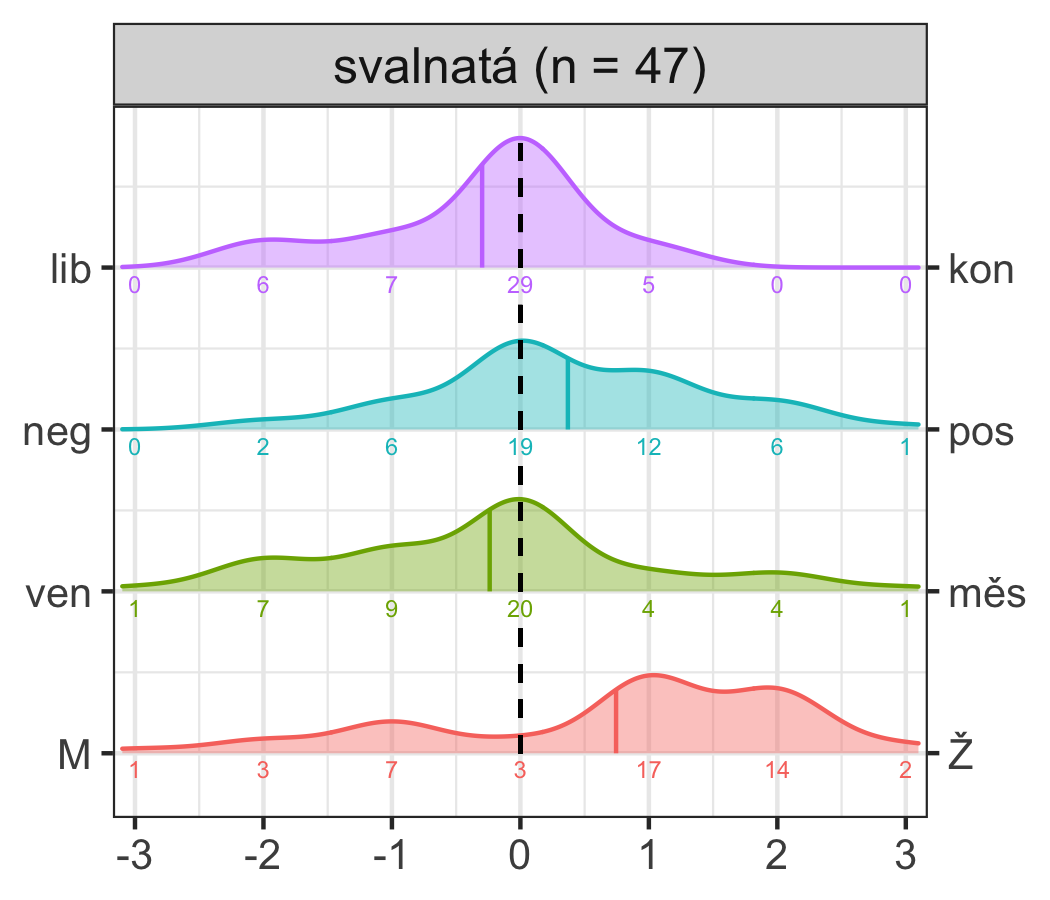 svalnatá (n = 47)
lib kon
0 6 7 29 5 0 0
neg pos
0 2 6 19 12 6 1
ven měs
1 7 9 20 4 4 1
M Ž
1 3 7 3 17 14 2
-3 -2 -1 0 1 2 3